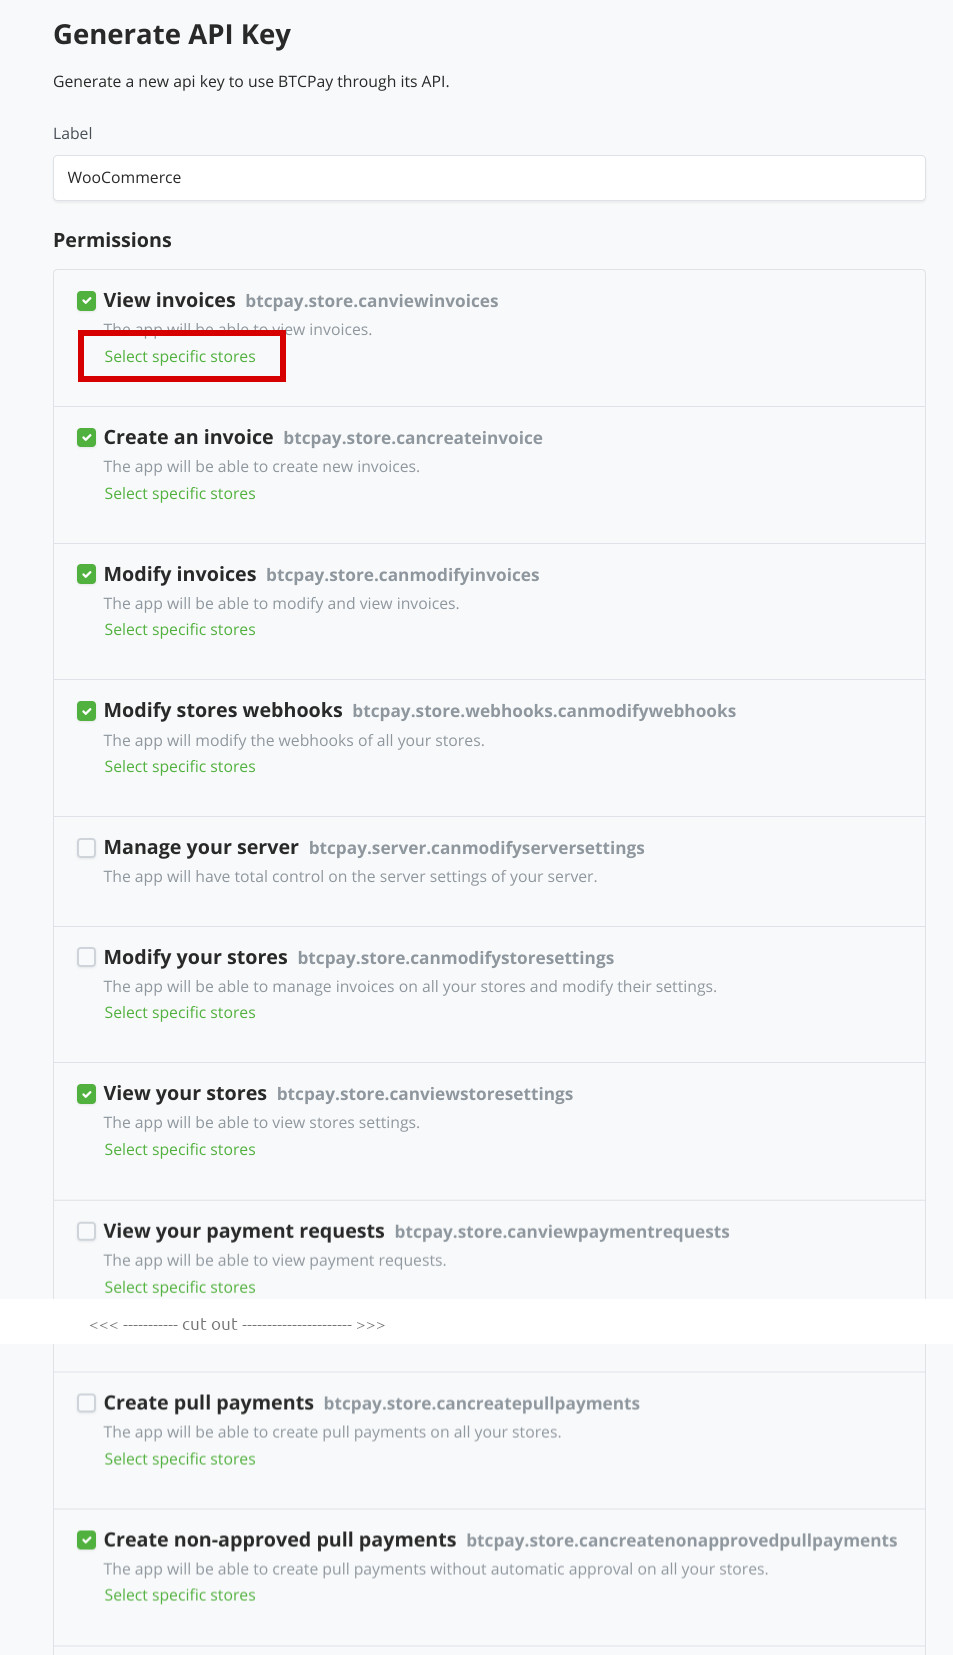 Generate API Key
Generate a new api key to use BTCPay through its API.
Label
WooCommerce
Permissions
View invoices btcpay.store.canviewinvoices
The app will be able to view invoices.
Select specific stores
Create an invoice btcpay.store.cancreateinvoice
The app will be able to create new invoices.
Select specific stores
Modify invoices btcpay.store.canmodifyinvoices
The app will be able to modify and view invoices.
Select specific stores
Modify stores webhooks btcpay.store.webhooks.canmodifywebhooks
The app will modify the webhooks of all your stores.
Select specific stores
Manage your server btcpay.server.canmodifyserversettings
The app will have total control on the server settings of your server.
Modify your stores btcpay.store.canmodifystoresettings
The app will be able to manage invoices on all your stores and modify their settings.
Select specific stores
View your stores btcpay.store.canviewstoresettings
The app will be able to view stores settings.
Select specific stores
View your payment requests btcpay.store.canviewpaymentrequests
The app will be able to view payment requests.
Select specific stores
<<< ----------- cut out ---------------------- >>>
Create pull payments btcpay.store.cancreatepullpayments
The app will be able to create pull payments on all your stores.
Select specific stores
Create non-approved pull payments btcpay.store.cancreatenonapprovedpullpayments
The app will be able to create pull payments without automatic approval on all your stores.
Select specific stores